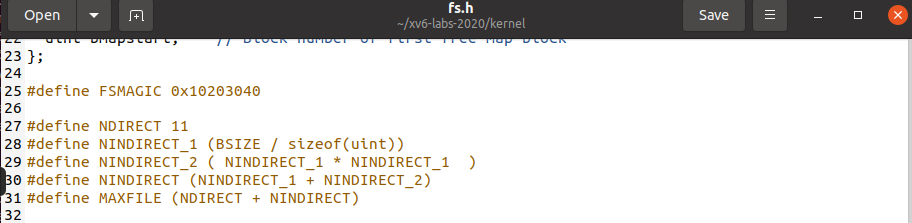 Open
fs.h
~/xv6-labs-2020/kernel
Save
22 uint bmapstart; // Block number of first free map block
23 };
24
25 #define FSMAGIC 0x10203040
26
27 #define NDIRECT 11
28 #define NINDIRECT_1 (BSIZE / sizeof(uint))
29 #define NINDIRECT_2 ( NINDIRECT_1 * NINDIRECT_1  )
30 #define NINDIRECT (NINDIRECT_1 + NINDIRECT_2)
31 #define MAXFILE (NDIRECT + NINDIRECT)
32